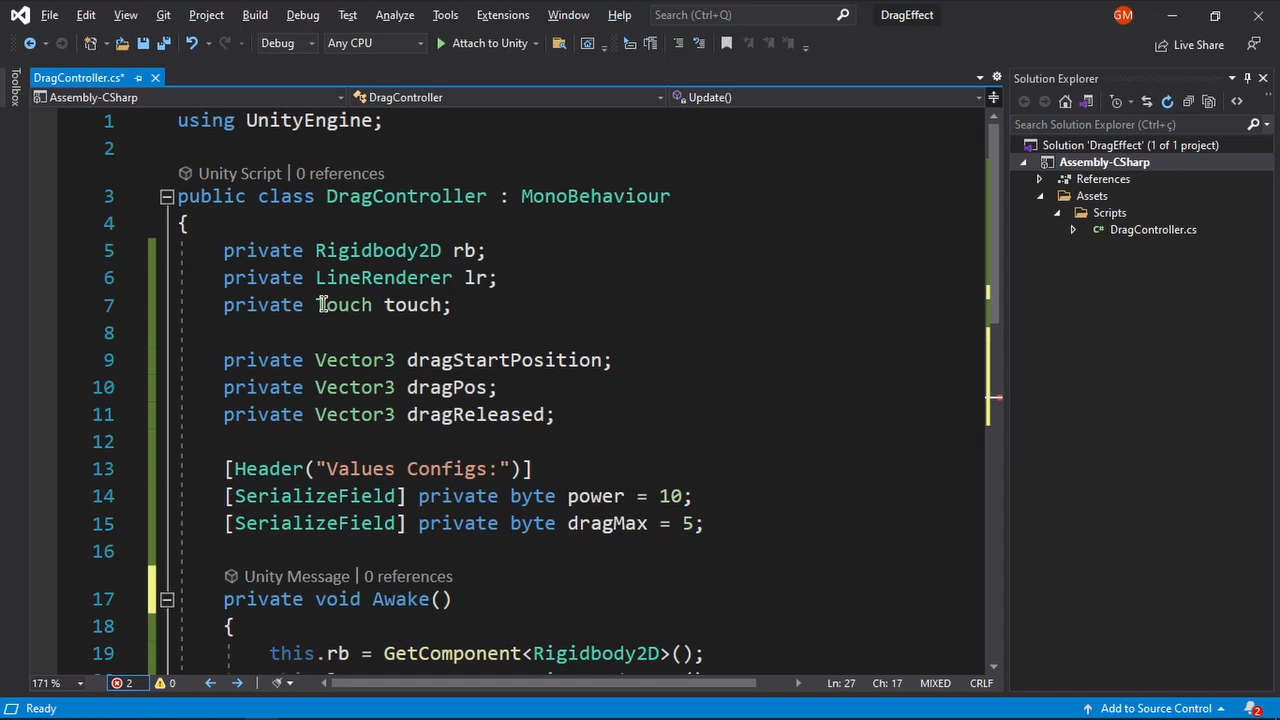 File Edit View Git Project Build Debug Test Analyze Tools Extensions Window Help Search (Ctrl+Q) DragEffect GM
Debug Any CPU Attach to Unity Live Share
Toolbox
DragController.cs*
Assembly-CSharp DragController Update()
1 using UnityEngine;
2
Unity Script | 0 references
3 public class DragController : MonoBehaviour
4 {
5 private Rigidbody2D rb;
6 private LineRenderer lr;
7 private Touch touch;
8
9 private Vector3 dragStartPosition;
10 private Vector3 dragPos;
11 private Vector3 dragReleased;
12
13 [Header("Values Configs:")]
14 [SerializeField] private byte power = 10;
15 [SerializeField] private byte dragMax = 5;
16
Unity Message | 0 references
17 private void Awake()
18 {
19 this.rb = GetComponent<Rigidbody2D>();
171 % 2 0 Ln: 27 Ch: 17 MIXED CRLF
Solution Explorer
Search Solution Explorer (Ctrl+ç)
Solution "DragEffect" (1 of 1 project)
Assembly-CSharp
References
Assets
Scripts
DragController.cs
Ready Add to Source Control 2